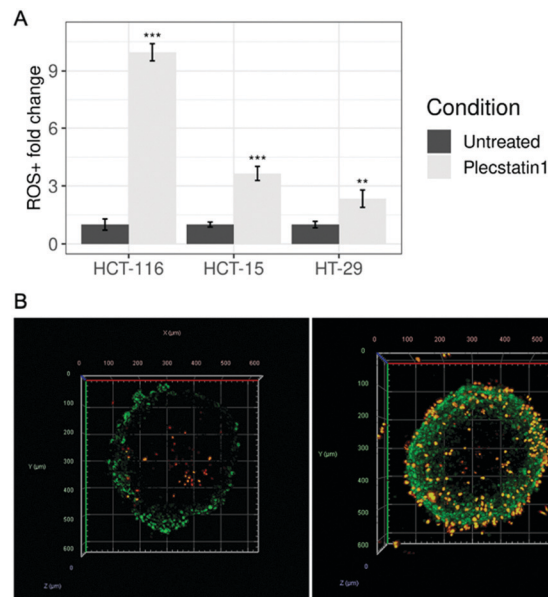 A
ROS+ fold change
9
6
3
0
***
***
**
HCT-116
HCT-15
HT-29
Condition
Untreated
Plecstatin1
B
X (µm)
0 100 200 300 400 500 600
0
100
200
300
400
500
600
Y (µm)
0
Z (µm)
0 100 200 300 400 500
0
100
200
300
400
500
600
Y (µm)
0
Z (µm)